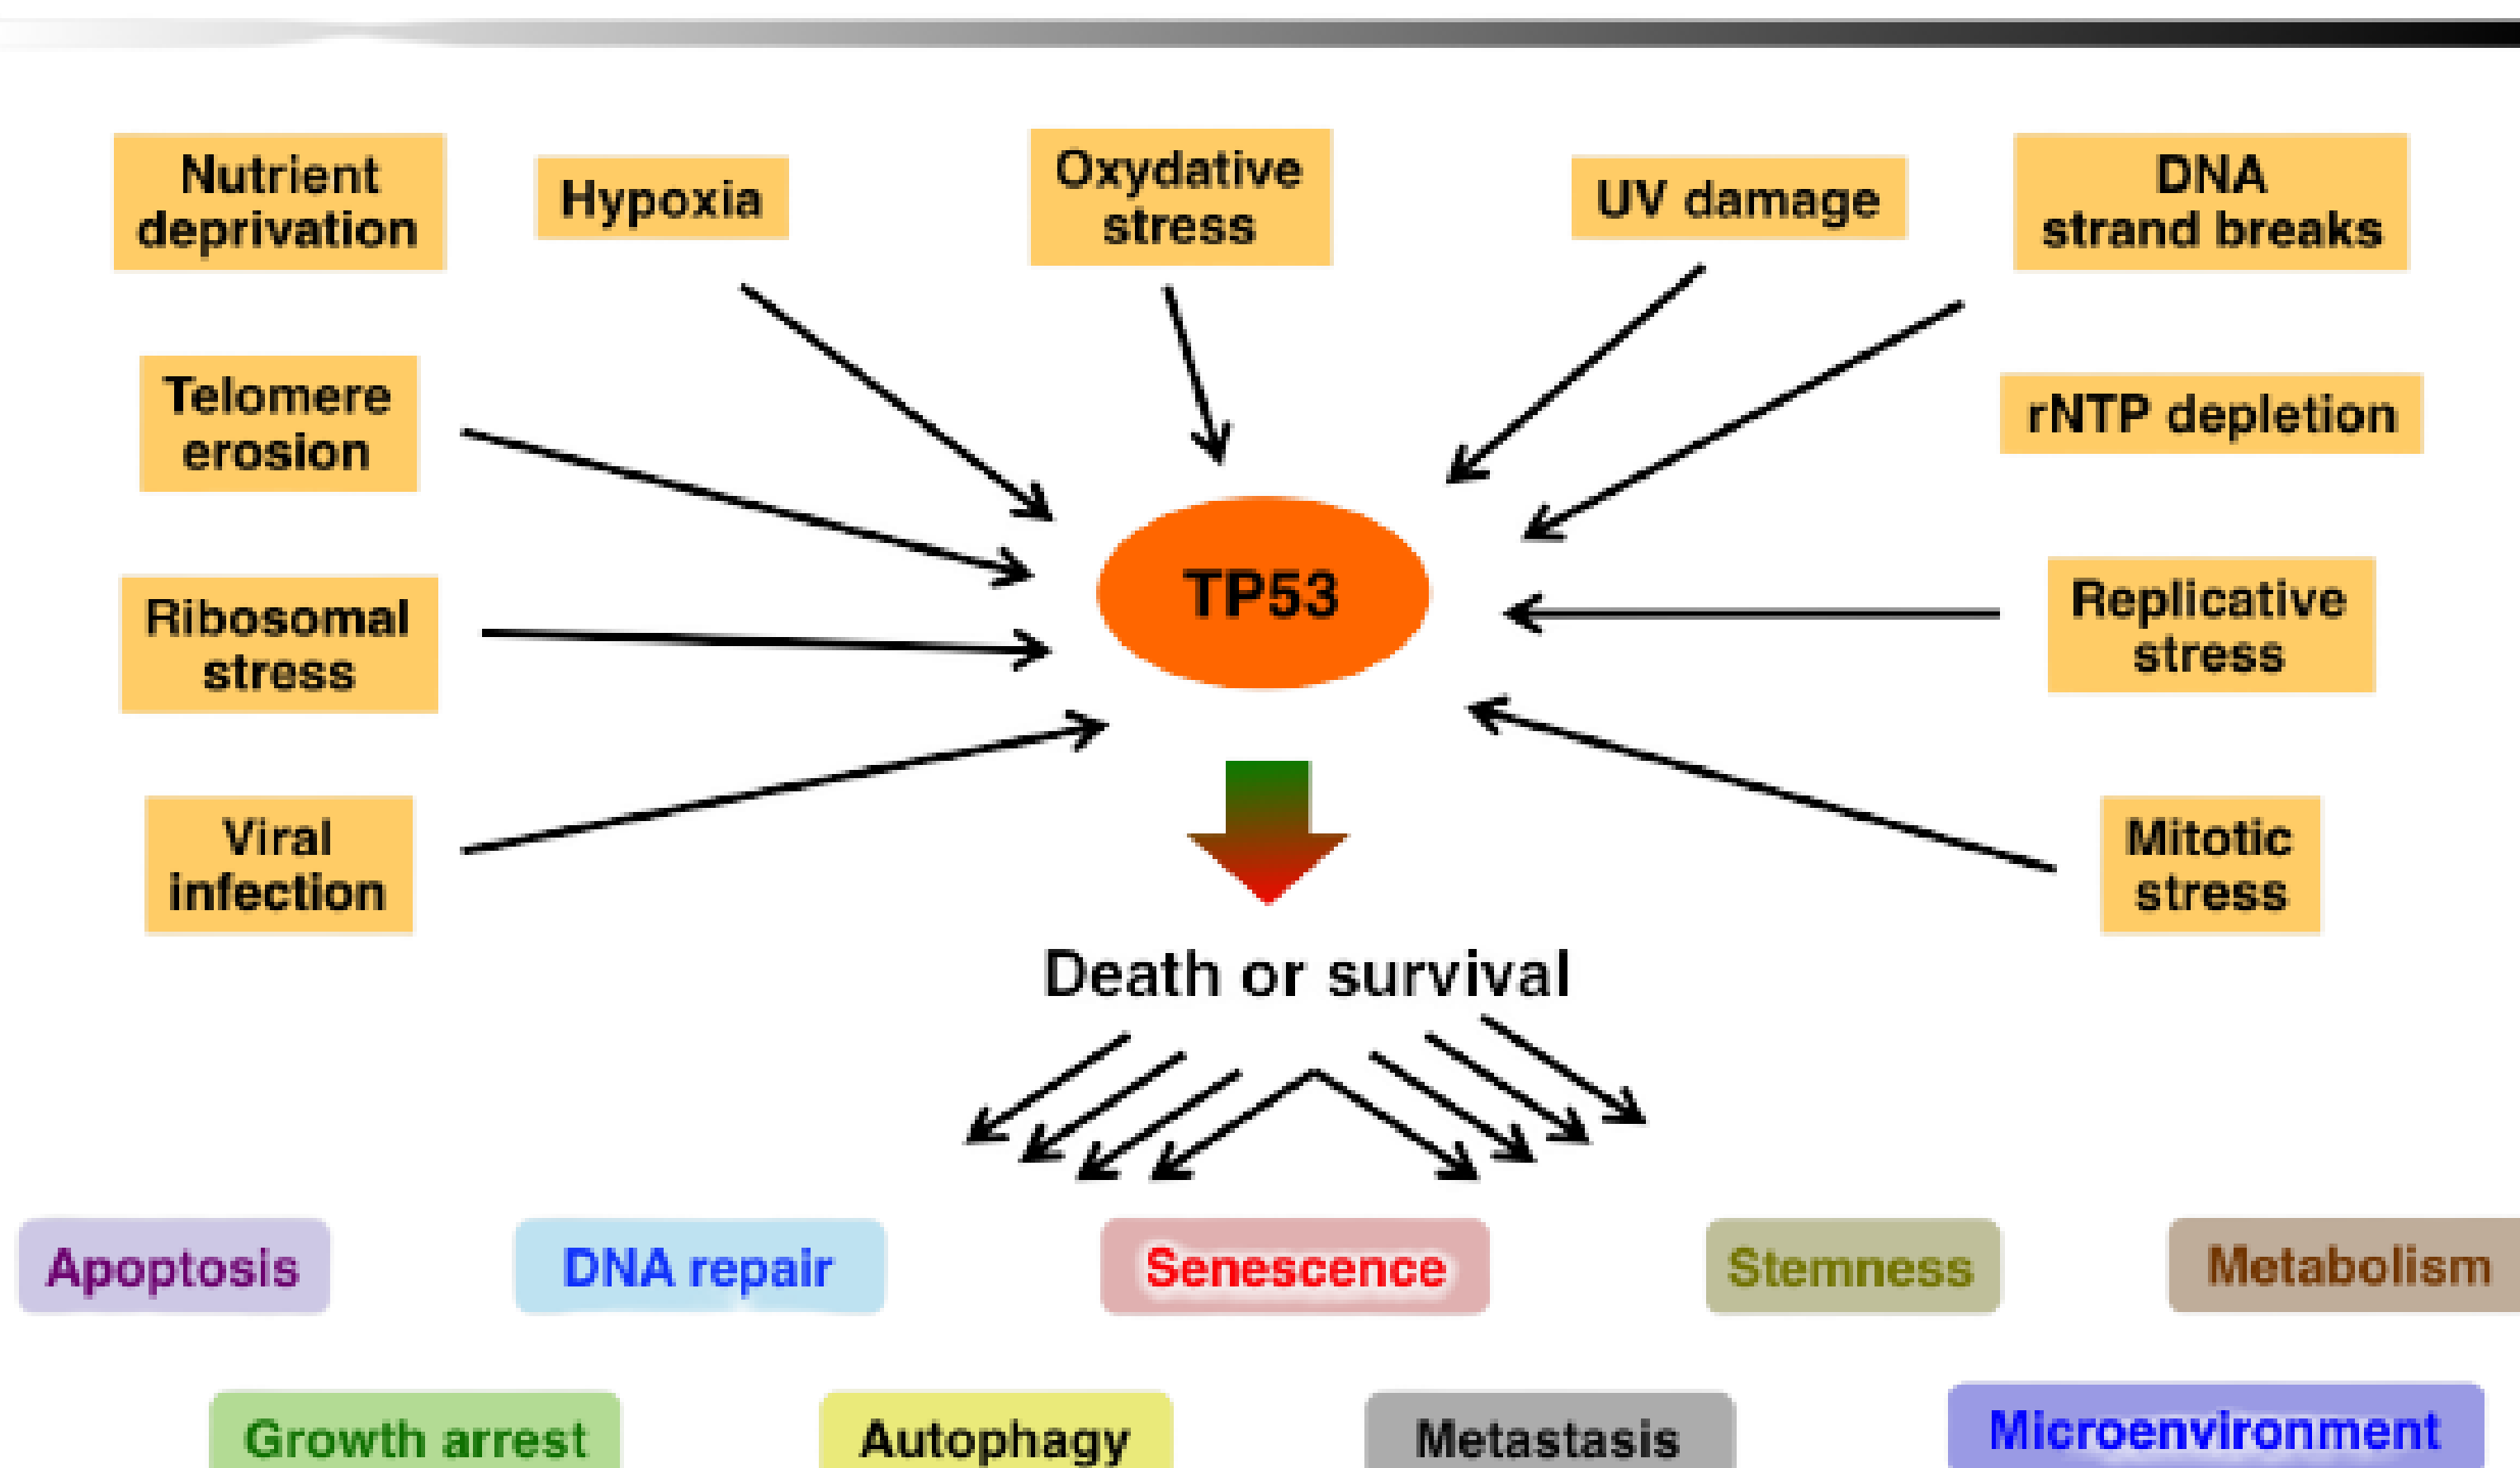 Nutrient
deprivation
Hypoxia
Oxydative
stress
UV damage
DNA
strand breaks
Telomere
erosion
rNTP depletion
Ribosomal
stress
TP53
Replicative
stress
Viral
infection
Mitotic
stress
Death or survival
Apoptosis
DNA repair
Senescence
Stemness
Metabolism
Growth arrest
Autophagy
Metastasis
Microenvironment